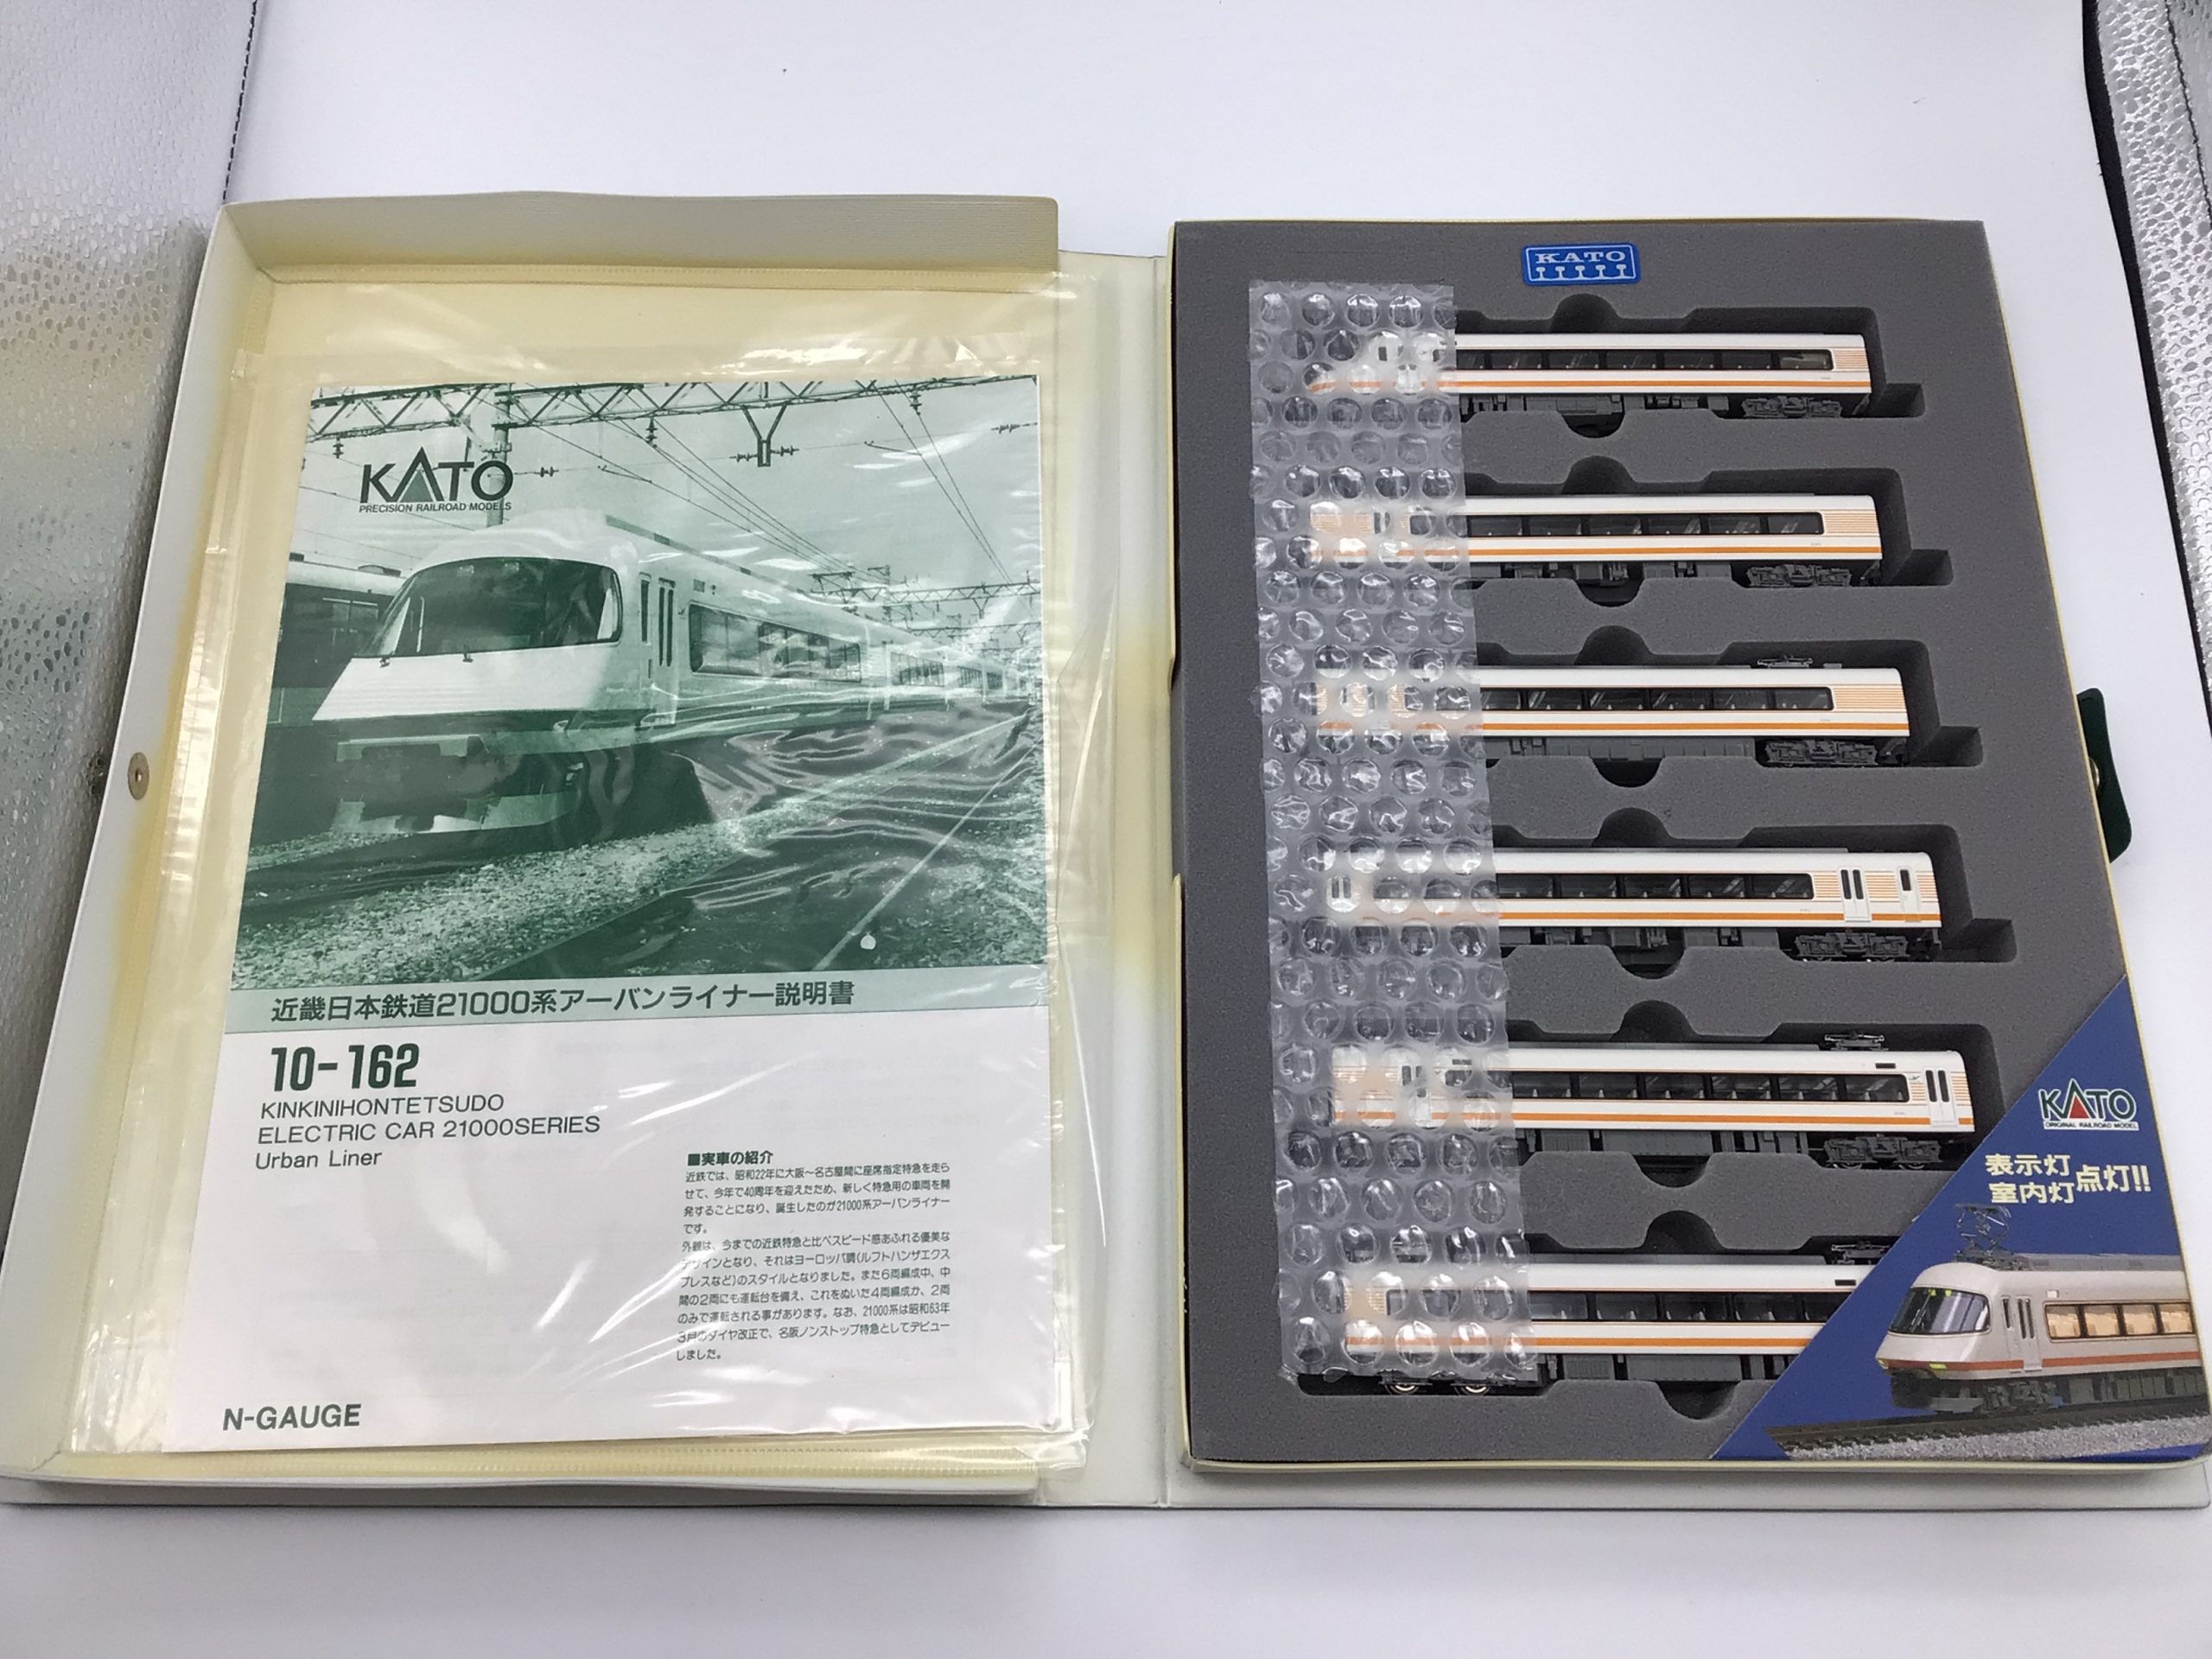 KATO
PRECISION RAILROAD MODELS
近畿日本鉄道21000系アーバンライナー説明書
10-162
KINKINIHONTETSUDO
ELECTRIC CAR 21000SERIES
Urban Liner
■実車の紹介
近鉄では、昭和22年に大阪〜名古屋間に座席指定特急を走ら
せて、今年で40周年を迎えたため、新しく特急用の車両を開
発することになり、誕生したのが21000系アーバンライナー
です。
外観は、今までの近鉄特急と比べスピード感あふれる優美な
デザインとなり、それはヨーロッパ調(ルフトハンザエクス
プレスなど)のスタイルとなりました。また6両編成中、中
間の2両にも運転台を備え、これをぬいた4両編成か、2両
のみで運転される事があります。なお、21000系は昭和63年
3月のダイヤ改正で、名阪ノンストップ特急としてデビュー
しました。
N-GAUGE
KATO
KATO
ORIGINAL RAILROAD MODEL
表示灯
室内灯 点灯!!